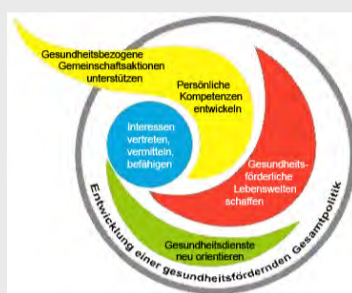 Gesundheitsbezogene
Gemeinschaftsaktionen
unterstützen
Persönliche
Kompetenzen
entwickeln
Interessen
vertreten,
vermitteln,
befähigen
Gesundheits-
förderliche
Lebenswelten
schaffen
Gesundheitsdienste
neu orientieren
Entwicklung einer gesundheitsfördernden Gesamtpolitik